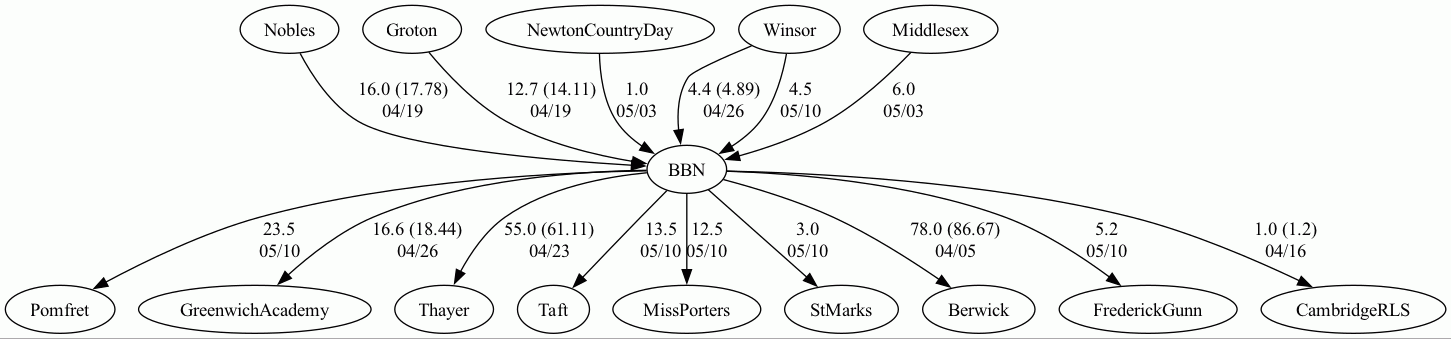 Nobles
Groton
NewtonCountryDay
Winsor
Middlesex
16.0 (17.78)
04/19
12.7 (14.11)
04/19
1.0
05/03
4.4 (4.89)
04/26
4.5
05/10
6.0
05/03
BBN
23.5
05/10
16.6 (18.44)
04/26
55.0 (61.11)
04/23
13.5
05/10
12.5
05/10
3.0
05/10
78.0 (86.67)
04/05
5.2
05/10
1.0 (1.2)
04/16
Pomfret
GreenwichAcademy
Thayer
Taft
MissPorters
StMarks
Berwick
FrederickGunn
CambridgeRLS